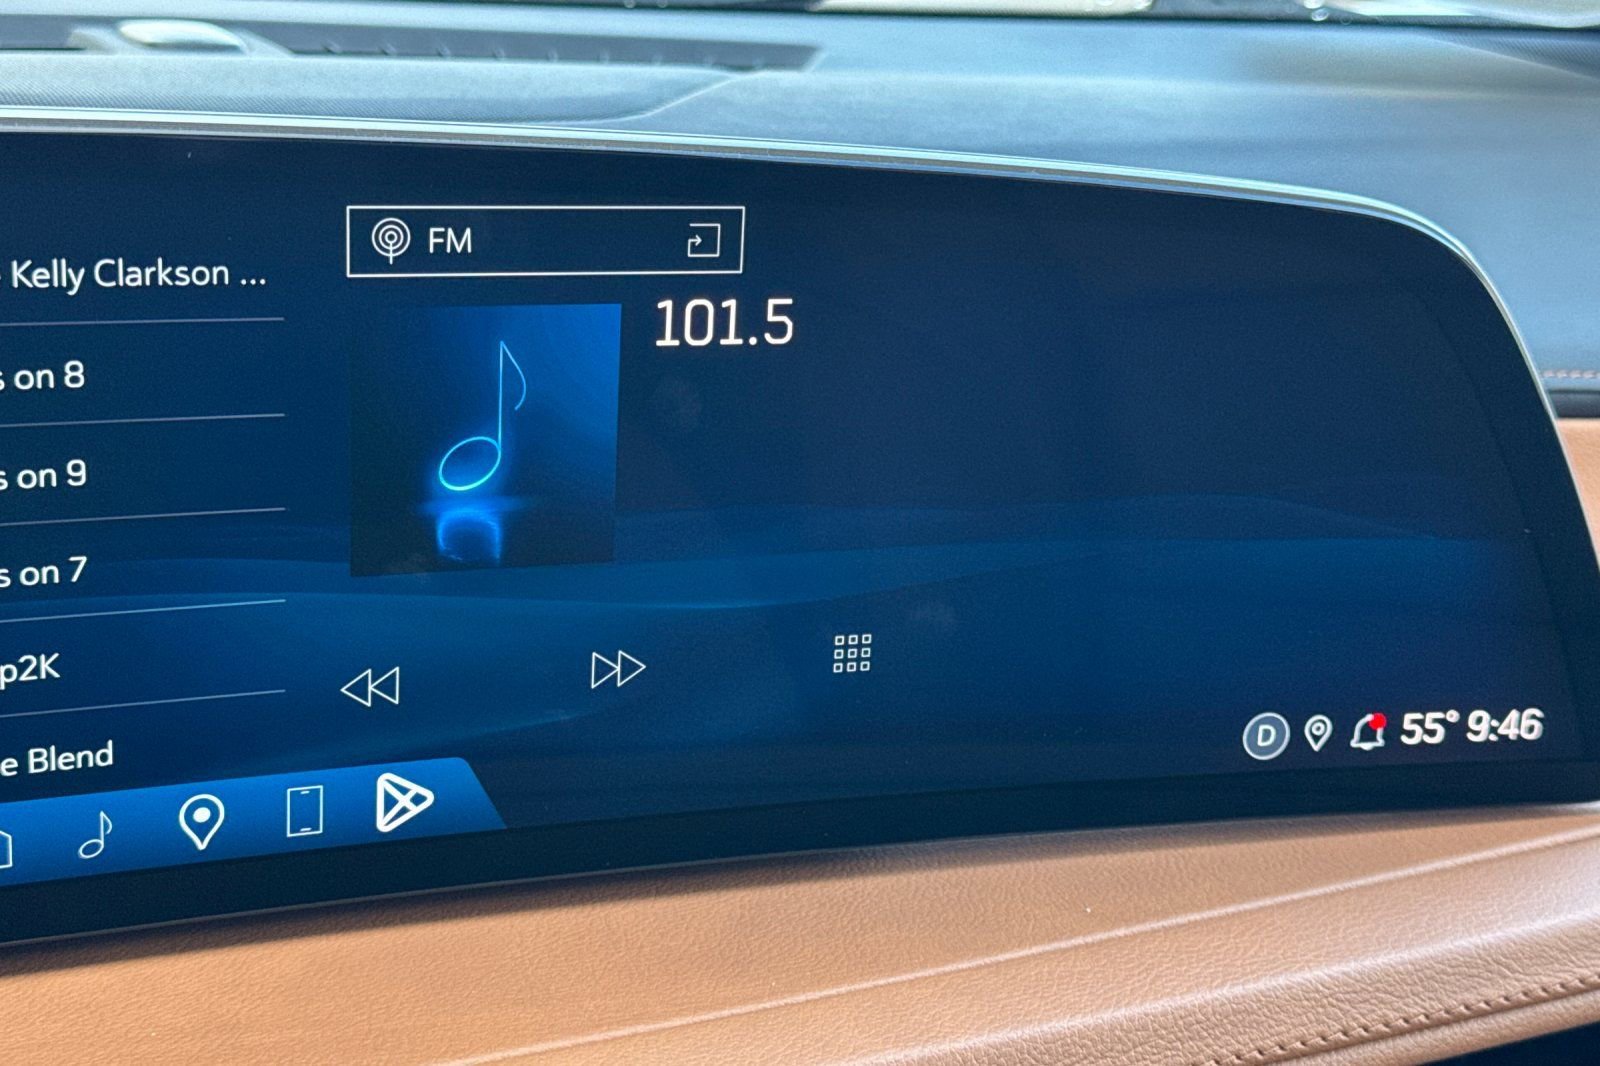 Kelly Clarkson ...
s on 8
s on 9
s on 7
p2K
e Blend
FM
101.5
D
55° 9:46